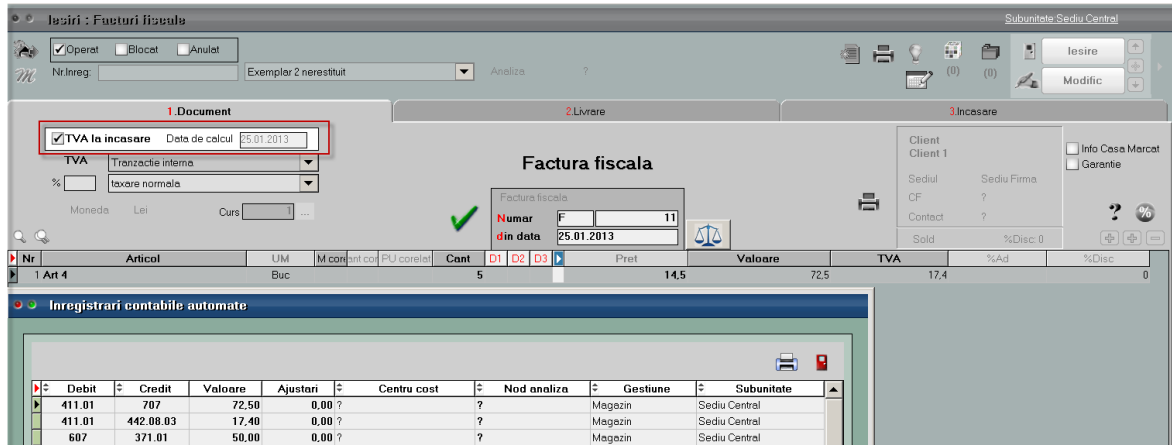 Iesiri : Facturi fiscale
Subunitate Sediu Central
Operat Blocat Anulat
Nr.Inreg: Exemplar 2 nerestituit Analiza ?
(0) (0)
Iesire
Modific
1.Document 2.Livrare 3.Incasare
TVA la incasare Data de calcul 25.01.2013
TVA Tranzactie interna
% taxare normala
Moneda Lei Curs 1 ...
Factura fiscala
Factura fiscala
Numar F 11
din data 25.01.2013
Client
Client 1
Sediul Sediu Firma
CF ?
Contact ?
Sold %Disc: 0
Info Casa Marcat
Garantie
? %
Nr Articol UM M corel PU corelat Cant D1 D2 D3 Pret Valoare TVA %Ad %Disc
1 Art 4 Buc 5 14,5 72,5 17,4 0
Inregistrari contabile automate
Debit Credit Valoare Ajustari Centru cost Nod analiza Gestiune Subunitate
411.01 707 72,50 0,00 ? ? Magazin Sediu Central
411.01 442.08.03 17,40 0,00 ? ? Magazin Sediu Central
607 371.01 50,00 0,00 ? ? Magazin Sediu Central